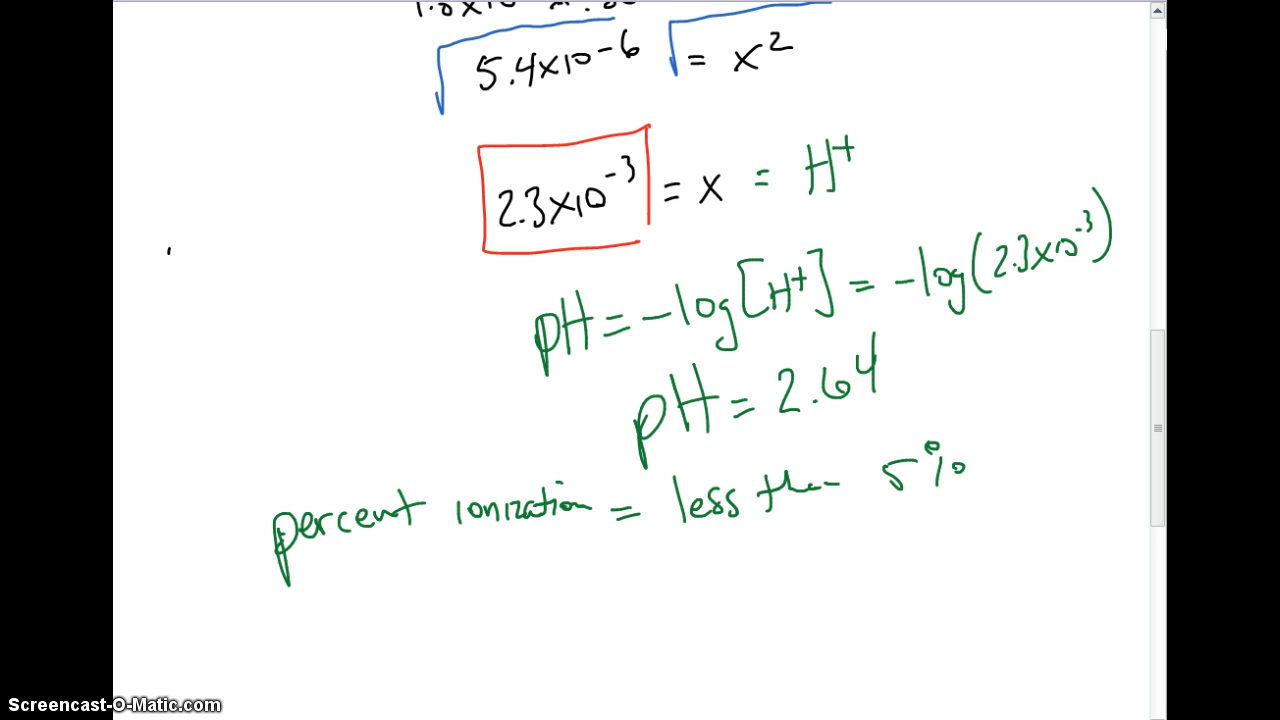 5.4x10-6 = x2
2.3x10-3 = x = H+
pH = -log[H+] = -log(2.3x10-3)
pH = 2.64
percent ionization = less than 5%
Screencast-O-Matic.com